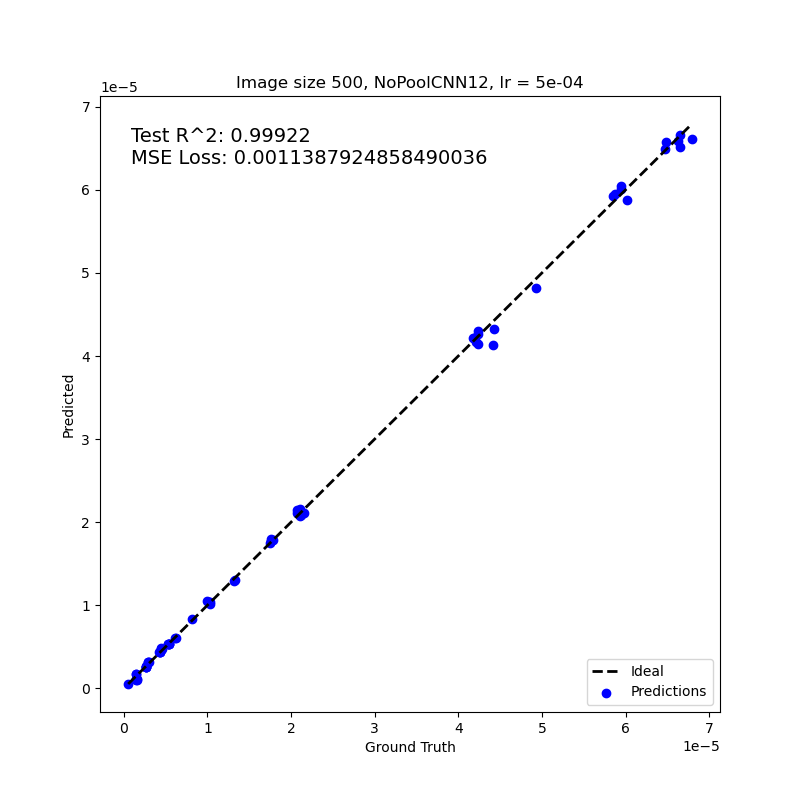 Image size 500, NoPoolCNN12, lr = 5e-04
1e−5
7
Test R^2: 0.99922
MSE Loss: 0.0011387924858490036
6
5
4
Predicted
3
2
1
0
Ideal
Predictions
0 1 2 3 4 5 6 7
Ground Truth
1e−5